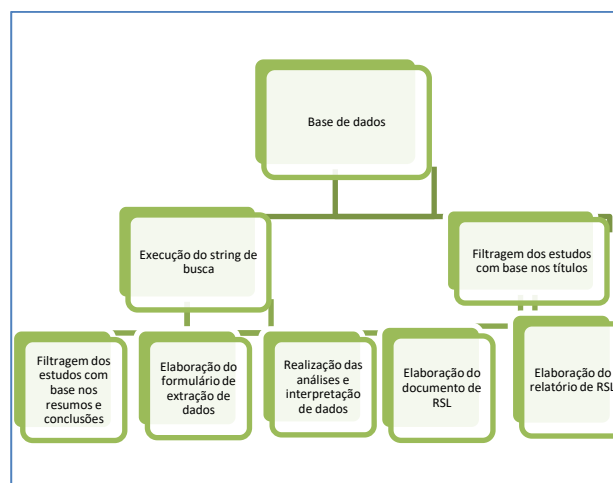 Base de dados
Execução do string de
busca
Filtragem dos estudos
com base nos títulos
Filtragem dos
estudos com
base nos
resumos e
conclusões
Elaboração do
formulário de
extração de
dados
Realização das
análises e
interpretação
de dados
Elaboração do
documento de
RSL
Elaboração do
relatório de RSL